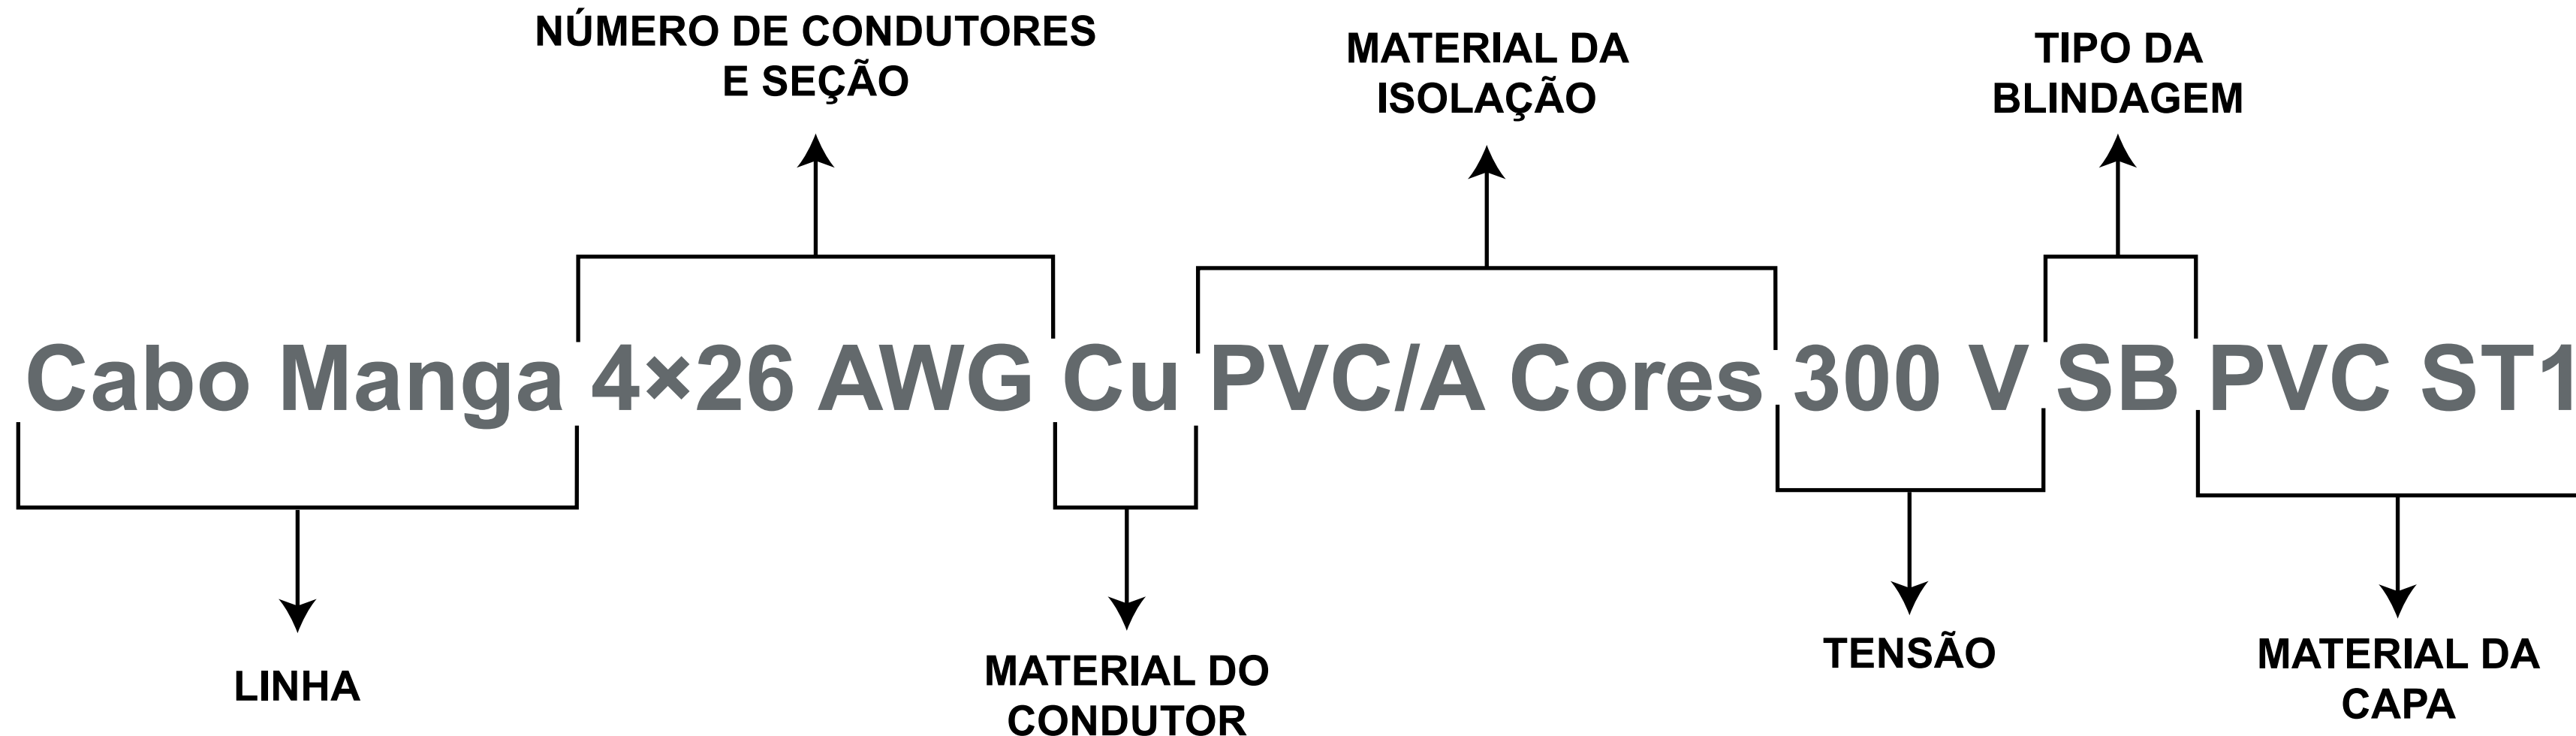 NÚMERO DE CONDUTORES
E SEÇÃO
MATERIAL DA
ISOLAÇÃO
TIPO DA
BLINDAGEM
Cabo Manga 4×26 AWG Cu PVC/A Cores 300 V SB PVC ST1
LINHA
MATERIAL DO
CONDUTOR
TENSÃO
MATERIAL DA
CAPA